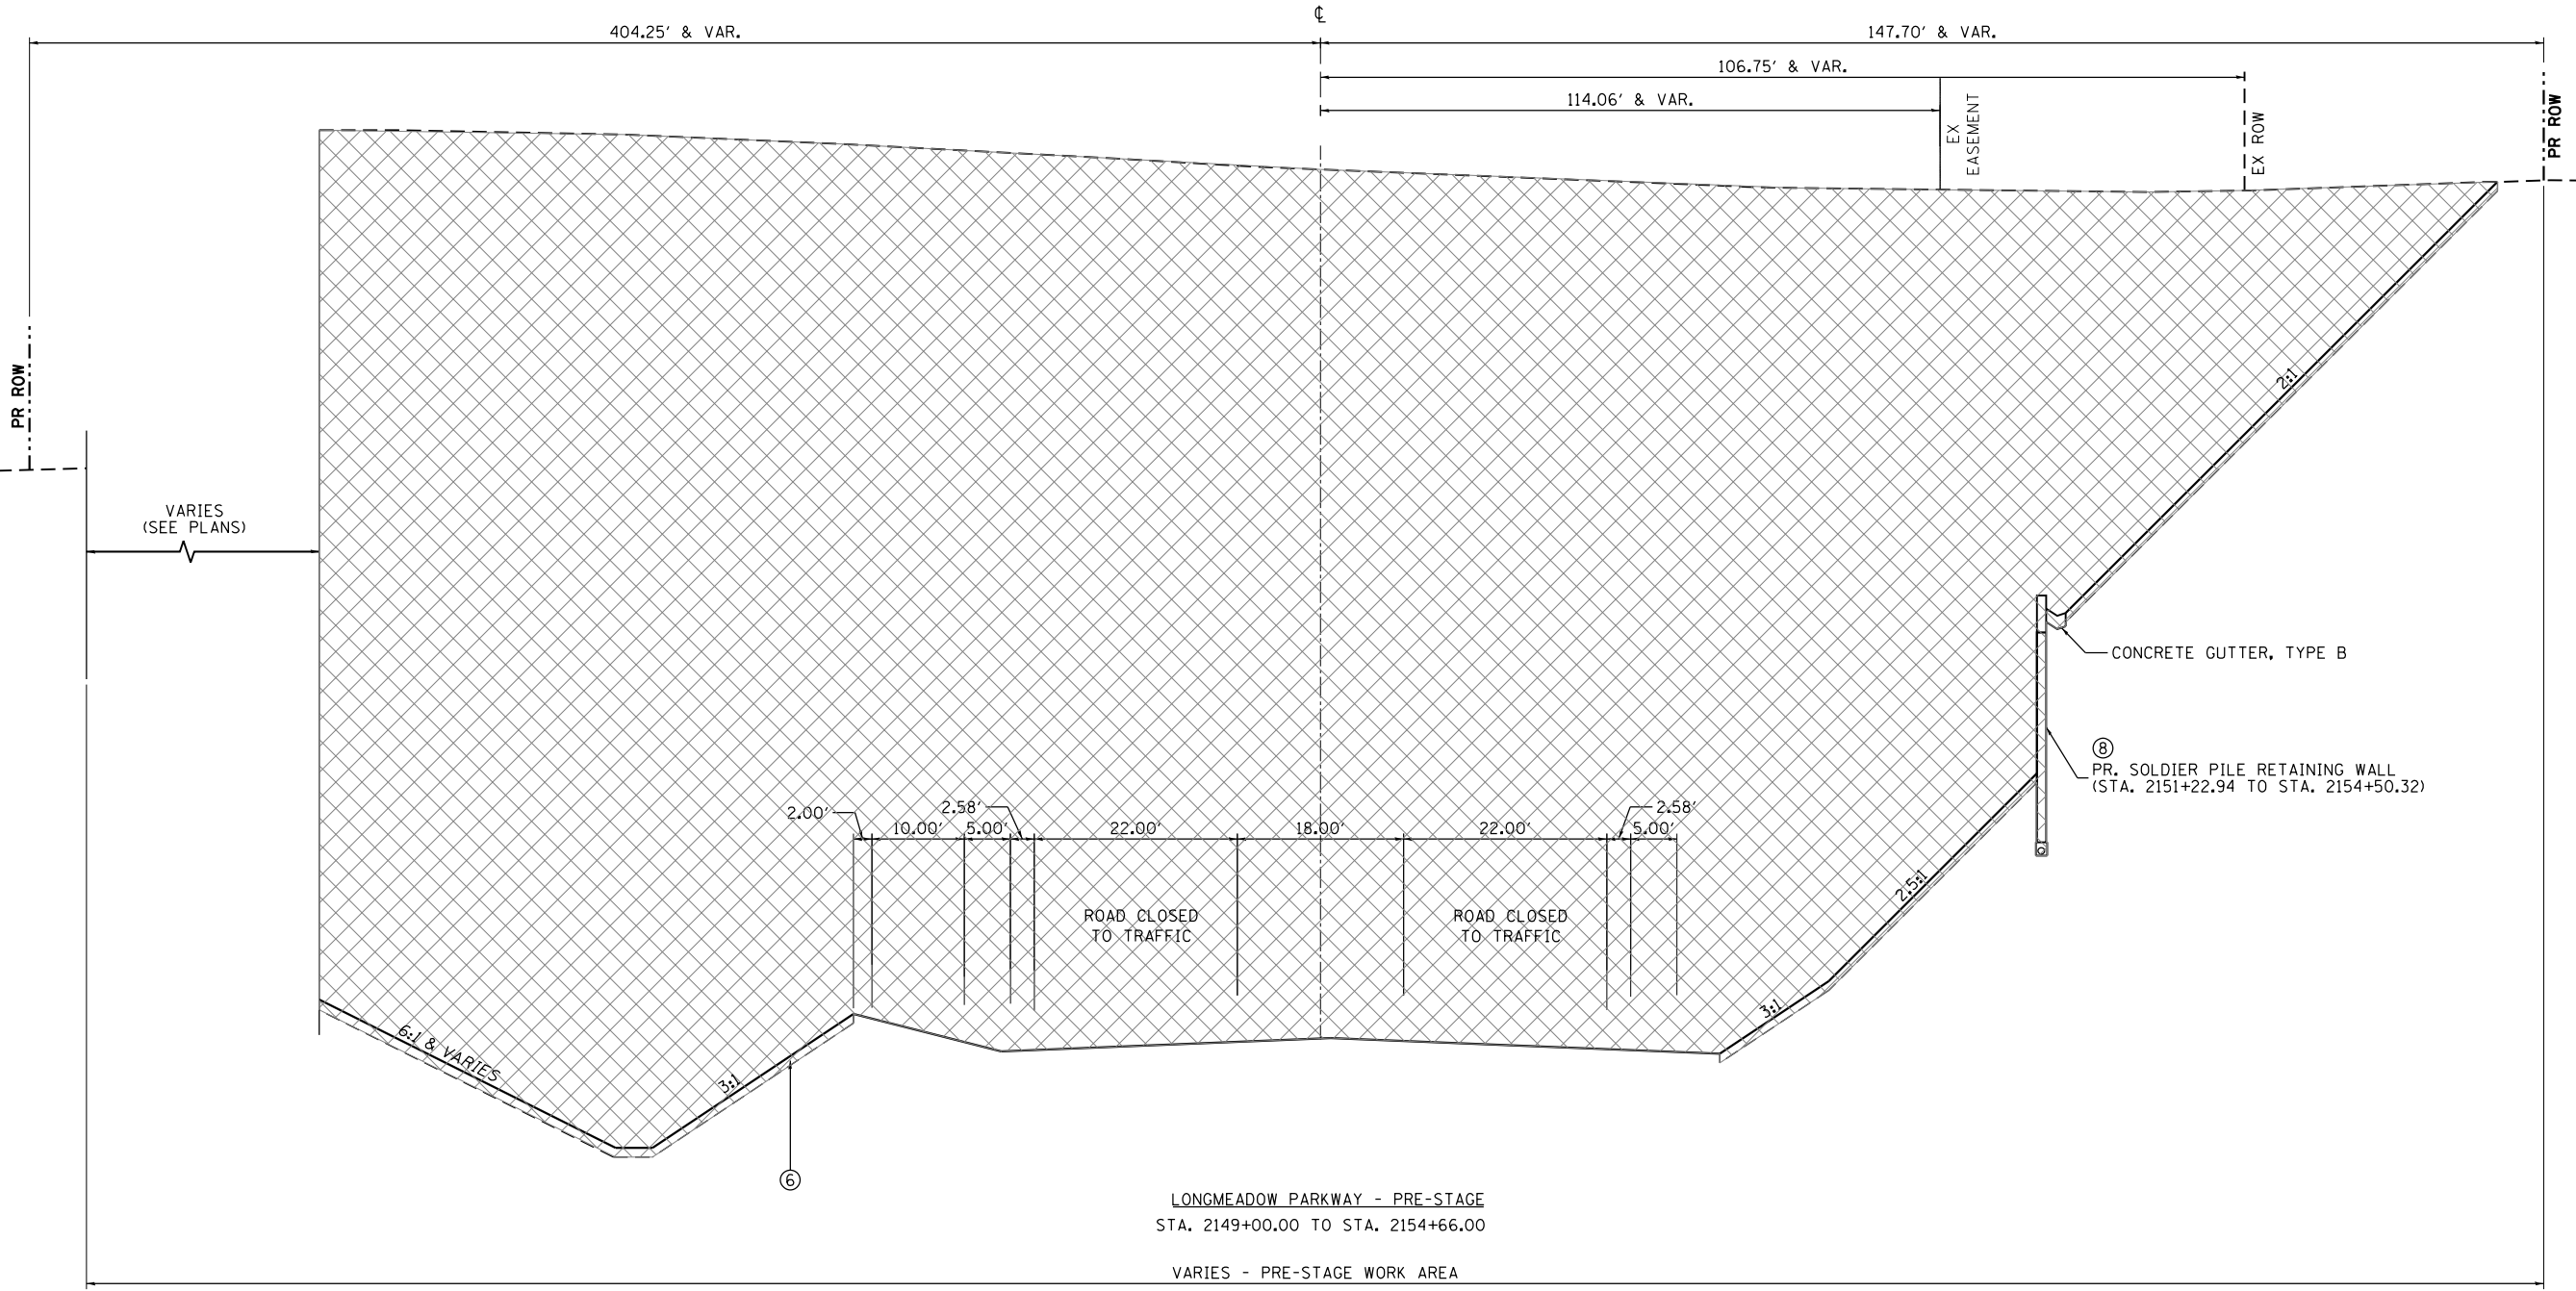 ℄
404.25' & VAR.
147.70' & VAR.
106.75' & VAR.
114.06' & VAR.
EX
EASEMENT
EX ROW
PR ROW
PR ROW
VARIES
(SEE PLANS)
2:1
CONCRETE GUTTER, TYPE B
8
PR. SOLDIER PILE RETAINING WALL
(STA. 2151+22.94 TO STA. 2154+50.32)
2.00'
10.00'
5.00'
2.58'
22.00'
18.00'
22.00'
2.58'
5.00'
ROAD CLOSED
TO TRAFFIC
ROAD CLOSED
TO TRAFFIC
2.5:1
3:1
6:1 & VARIES
3:1
6
LONGMEADOW PARKWAY - PRE-STAGE
STA. 2149+00.00 TO STA. 2154+66.00
VARIES - PRE-STAGE WORK AREA